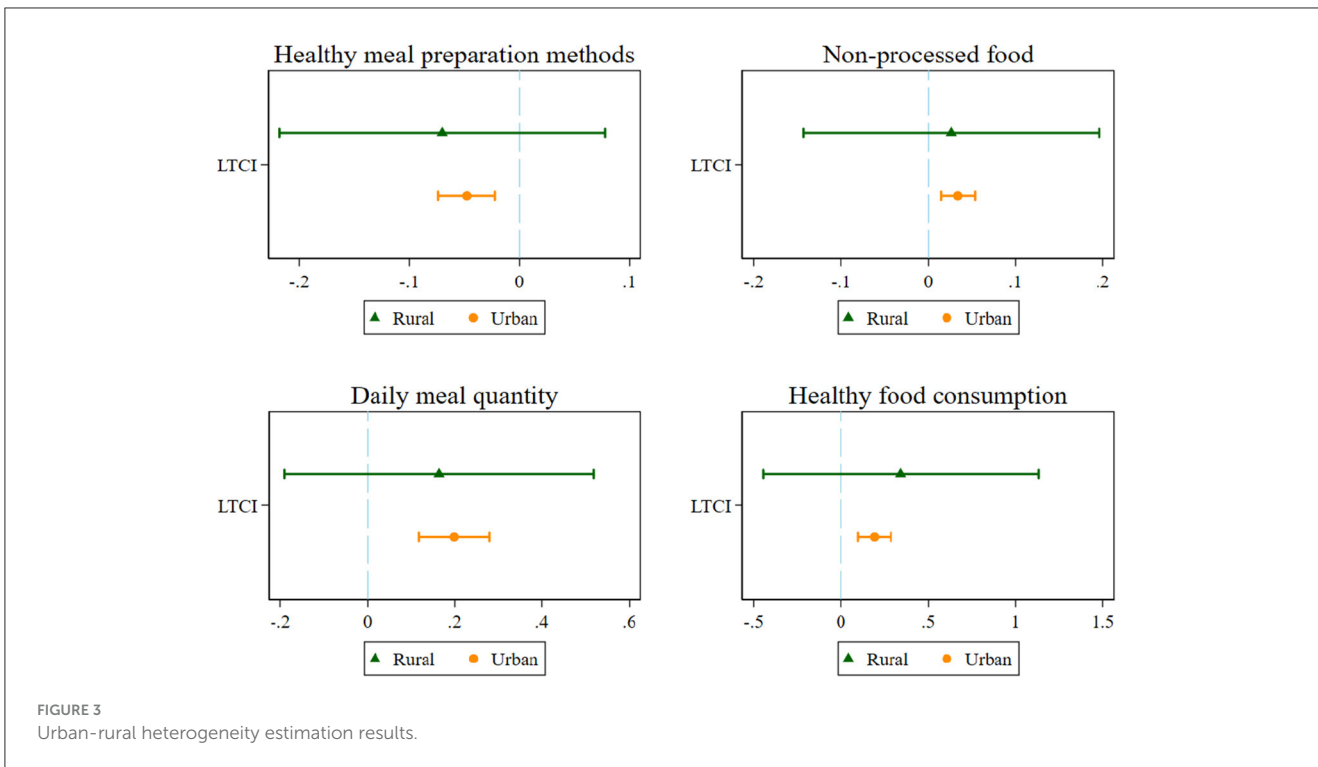 Healthy meal preparation methods
LTCI
-.2 -.1 0 .1
Rural Urban
Non-processed food
LTCI
-.2 -.1 0 .1 .2
Rural Urban
Daily meal quantity
LTCI
-.2 0 .2 .4 .6
Rural Urban
Healthy food consumption
LTCI
-.5 0 .5 1 1.5
Rural Urban
FIGURE 3
Urban-rural heterogeneity estimation results.